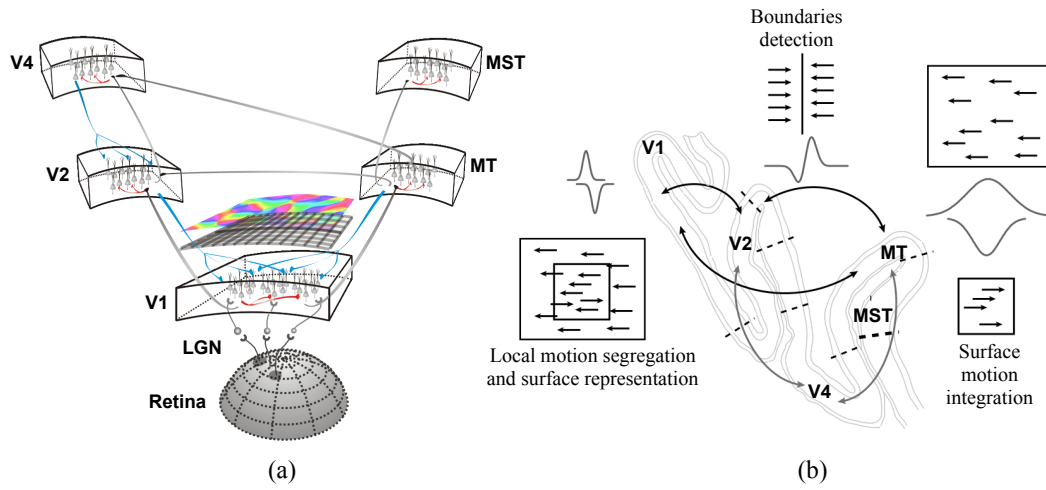 V4
MST
V2
MT
V1
LGN
Retina
(a)
Boundaries
detection
V1
V2
MT
MST
V4
Local motion segregation
and surface representation
Surface
motion
integration
(b)